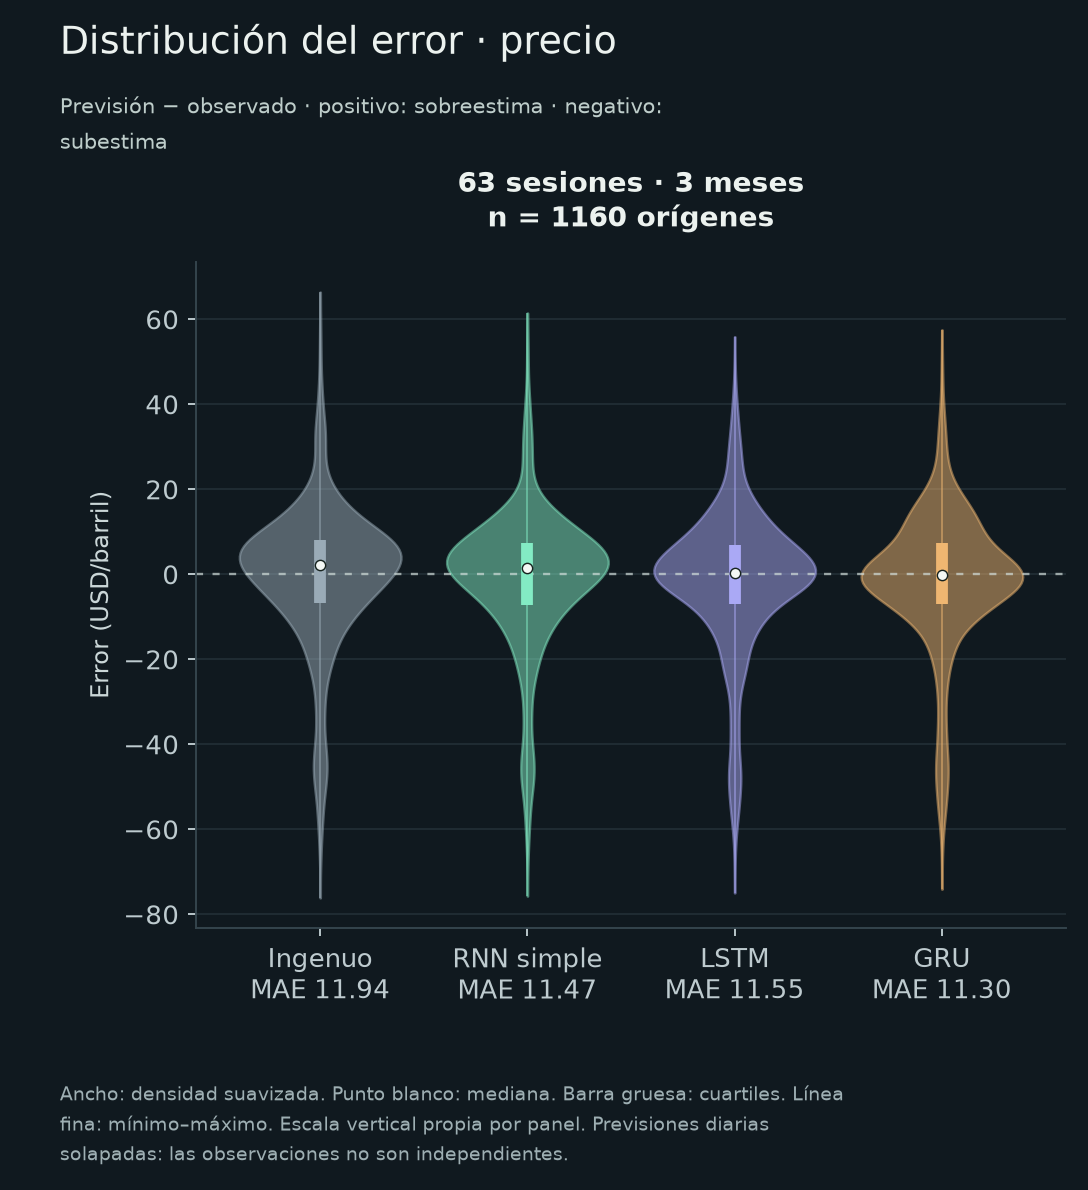 Distribución del error · precio
Previsión − observado · positivo: sobreestima · negativo:
subestima
63 sesiones · 3 meses
n = 1160 orígenes
Error (USD/barril)
60
40
20
0
−20
−40
−60
−80
Ingenuo
MAE 11.94
RNN simple
MAE 11.47
LSTM
MAE 11.55
GRU
MAE 11.30
Ancho: densidad suavizada. Punto blanco: mediana. Barra gruesa: cuartiles. Línea
fina: mínimo–máximo. Escala vertical propia por panel. Previsiones diarias
solapadas: las observaciones no son independientes.